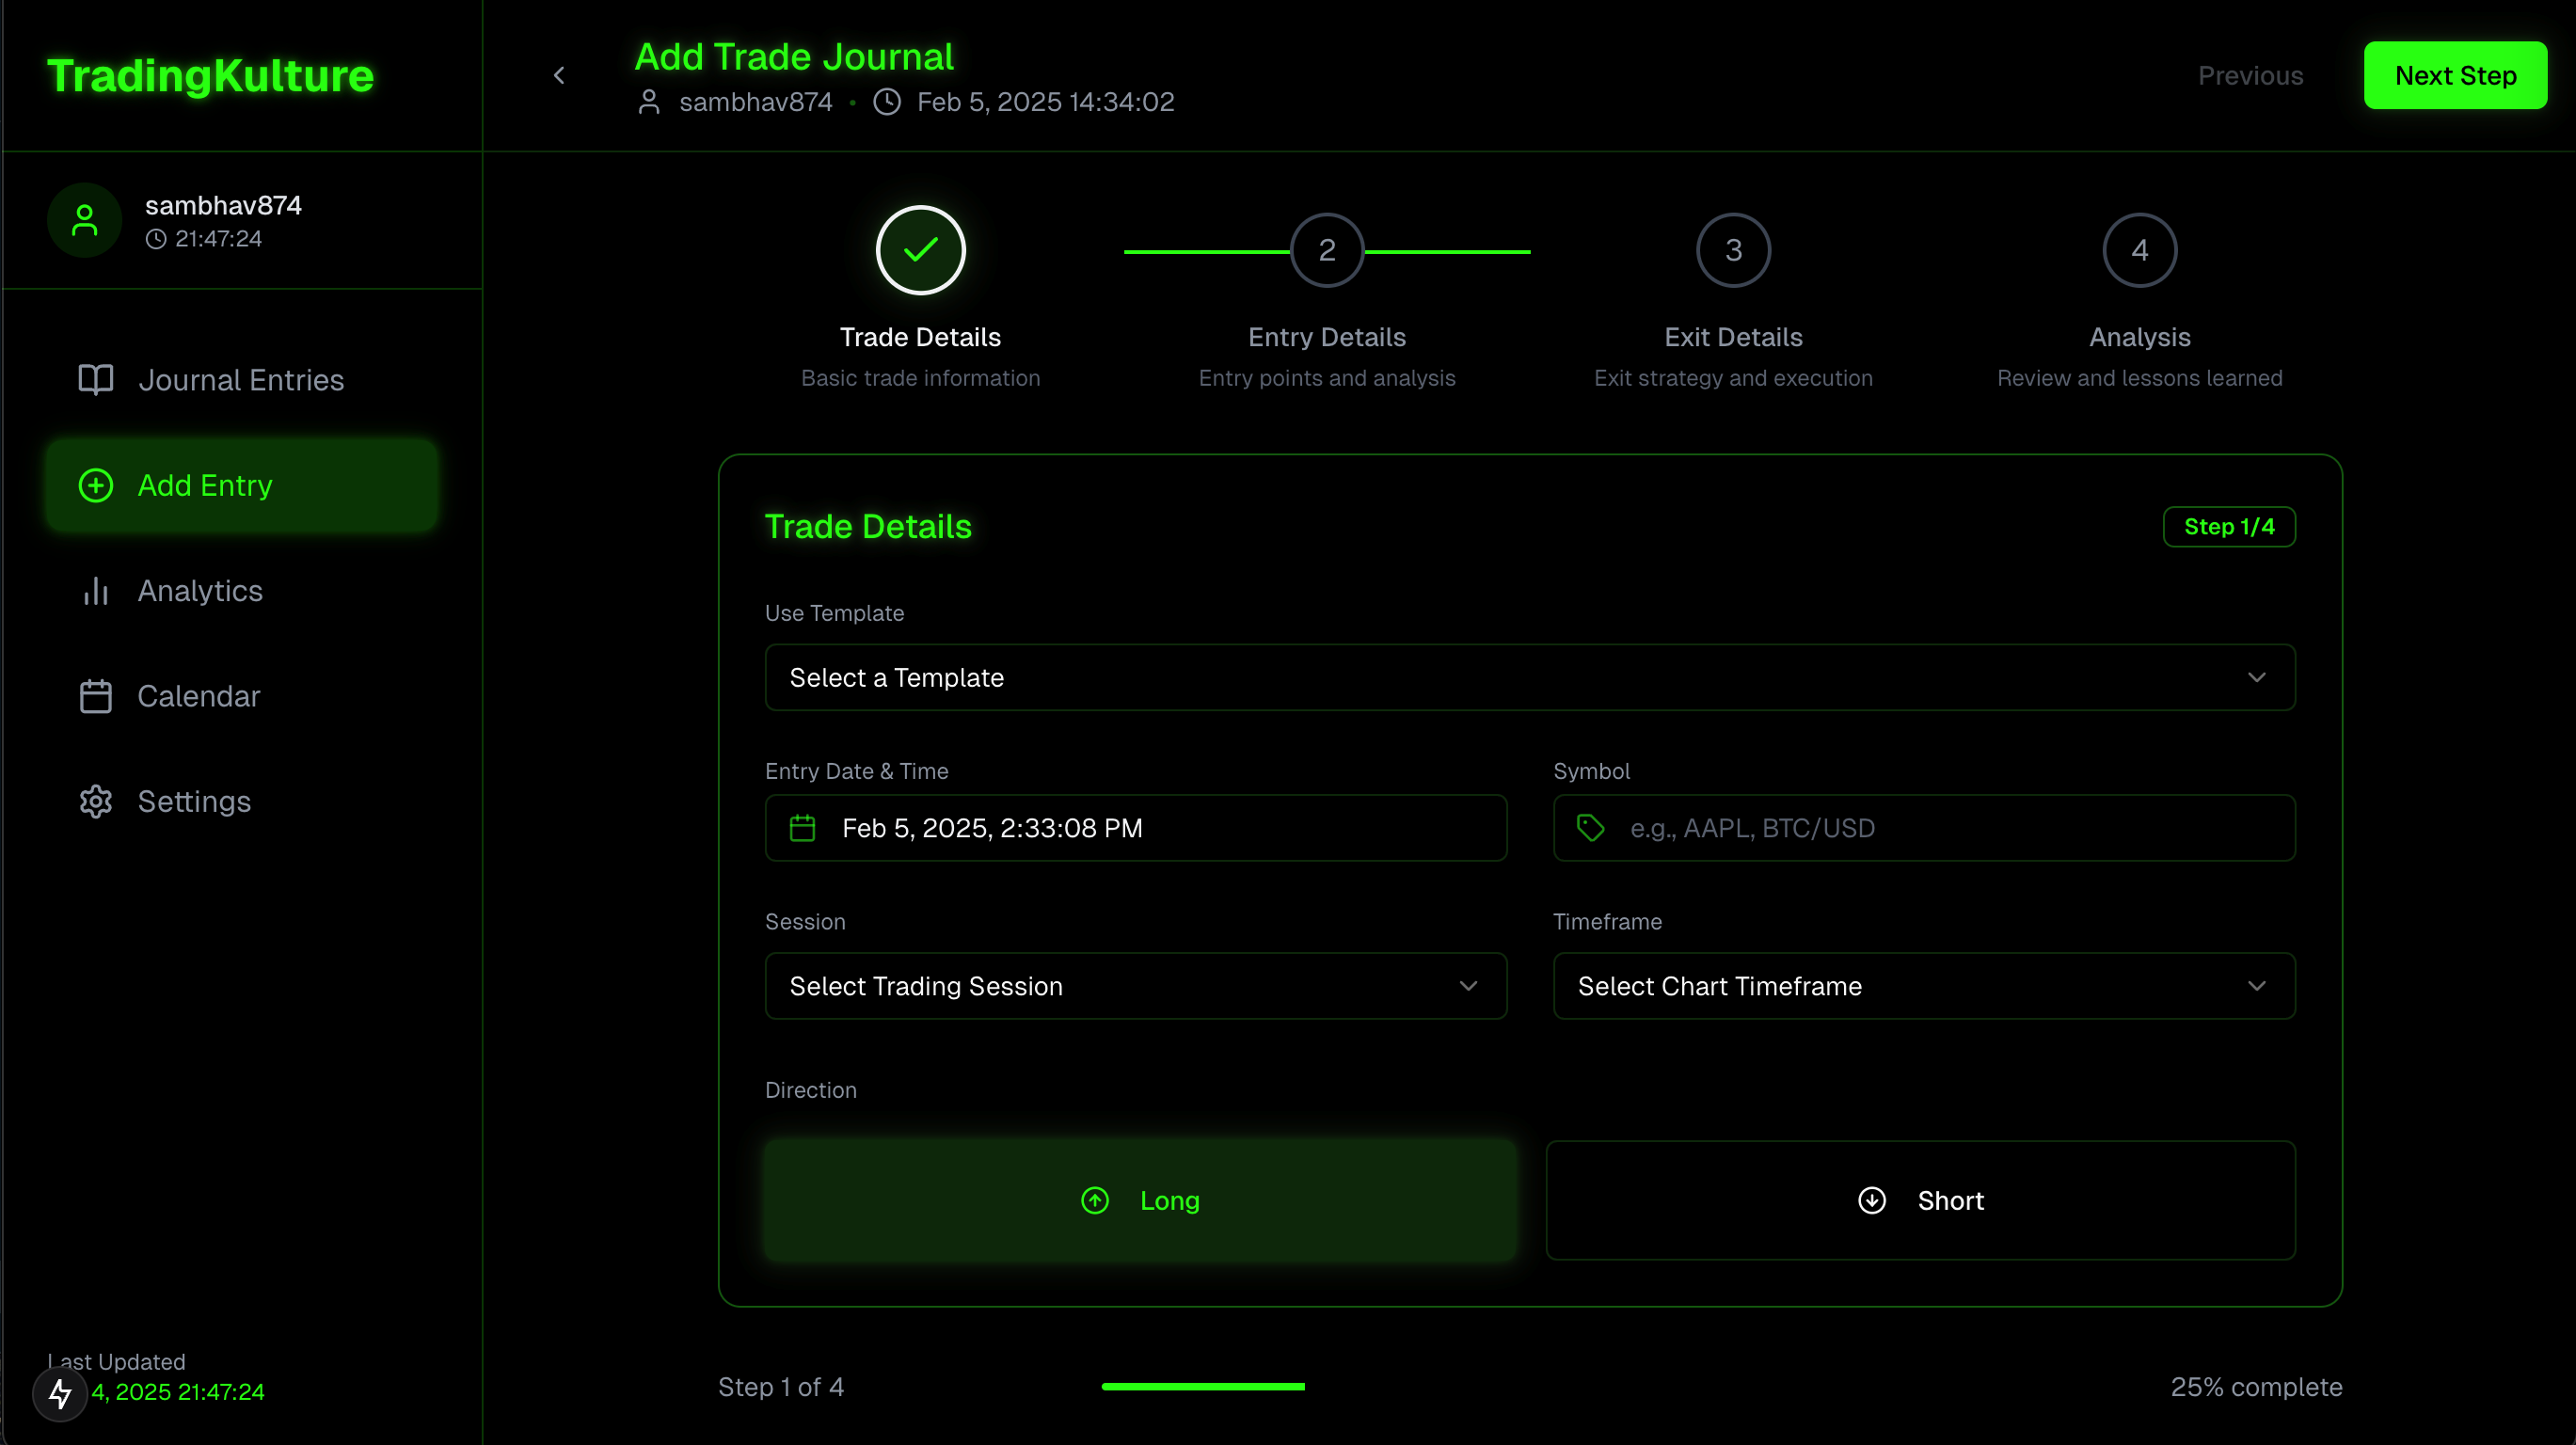 TradingKulture
sambhav874
21:47:24
Journal Entries
Add Entry
Analytics
Calendar
Settings
Last Updated
4, 2025 21:47:24
Add Trade Journal
sambhav874 • Feb 5, 2025 14:34:02
Previous
Next Step
2
3
4
Trade Details
Entry Details
Exit Details
Analysis
Basic trade information
Entry points and analysis
Exit strategy and execution
Review and lessons learned
Trade Details
Step 1/4
Use Template
Select a Template
Entry Date & Time
Symbol
Feb 5, 2025, 2:33:08 PM
e.g., AAPL, BTC/USD
Session
Timeframe
Select Trading Session
Select Chart Timeframe
Direction
Long
Short
Step 1 of 4
25% complete